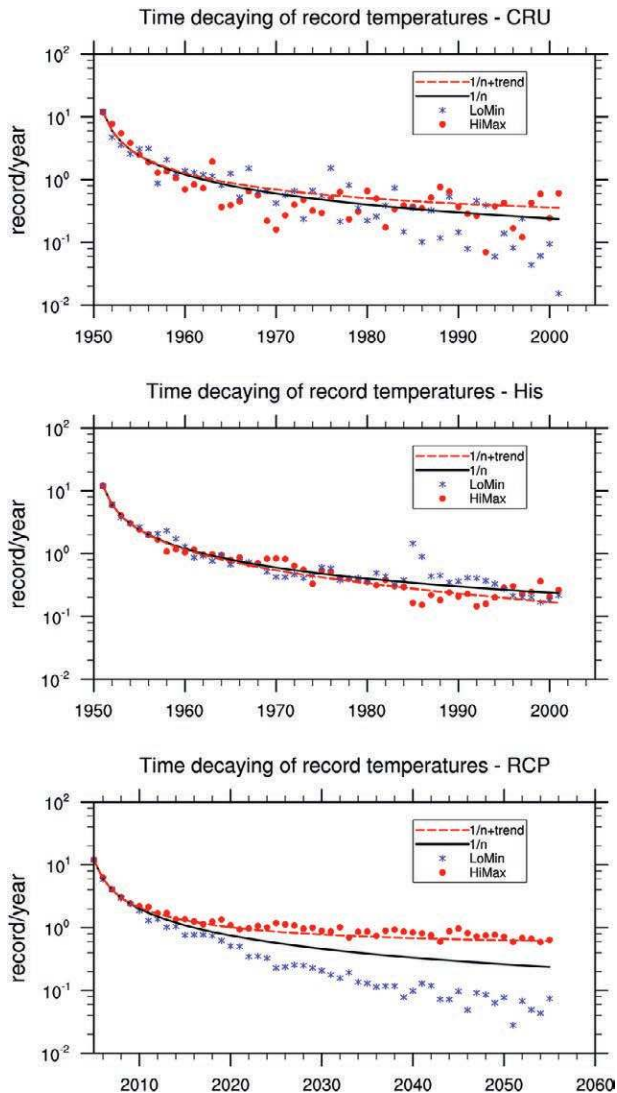 Time decaying of record temperatures - CRU
10²
10¹
10⁰
10⁻¹
10⁻²
record/year
1/n+trend
1/n
LoMin
HiMax
1950 1960 1970 1980 1990 2000
Time decaying of record temperatures - His
10²
10¹
10⁰
10⁻¹
10⁻²
record/year
1/n+trend
1/n
LoMin
HiMax
1950 1960 1970 1980 1990 2000
Time decaying of record temperatures - RCP
10²
10¹
10⁰
10⁻¹
10⁻²
record/year
1/n+trend
1/n
LoMin
HiMax
2010 2020 2030 2040 2050 2060